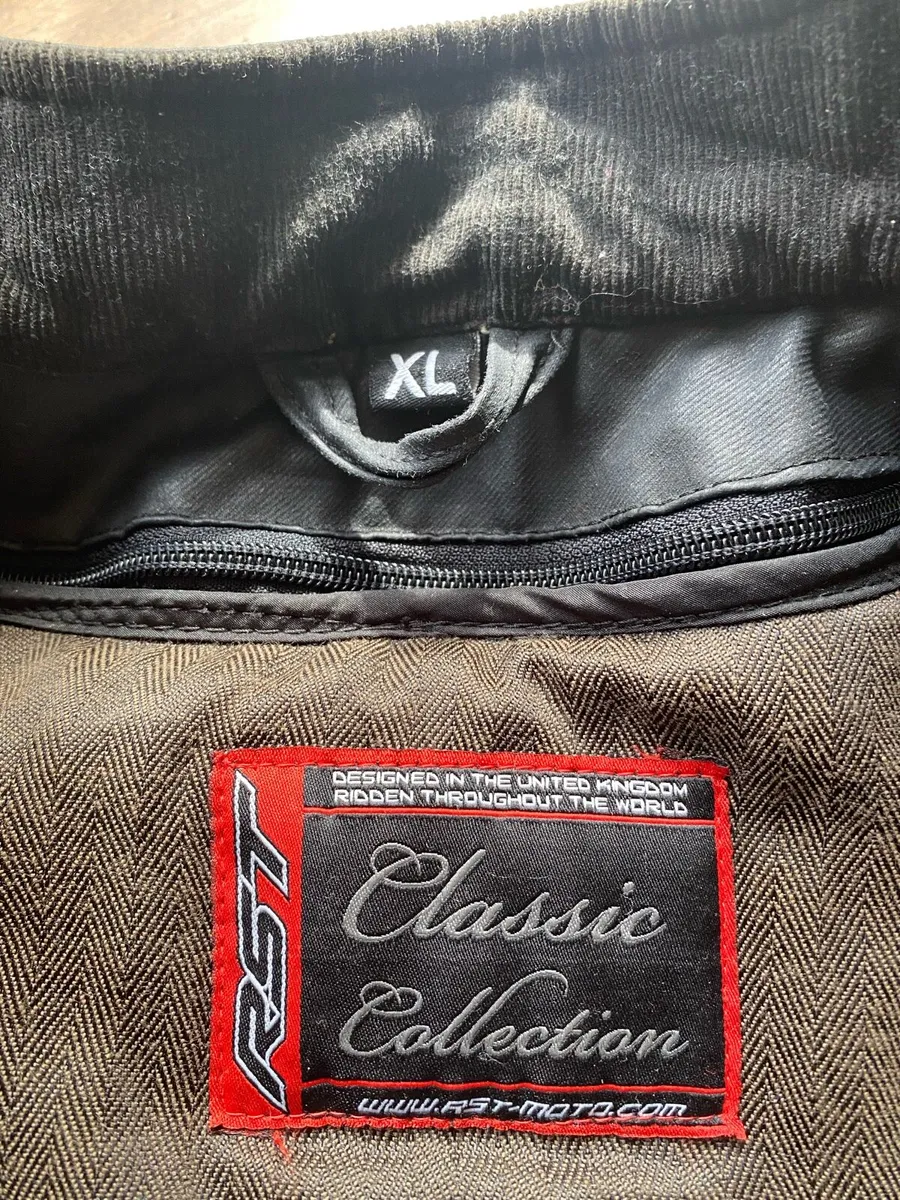 XL
DESIGNED IN THE UNITED KINGDOM
RIDDEN THROUGHOUT THE WORLD
RST
Classic
Collection
WWW.RST-MOTO.COM